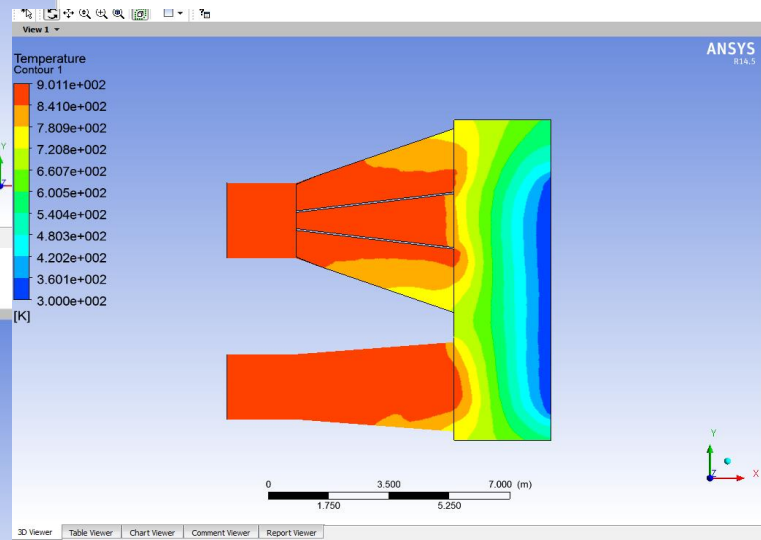 View 1
ANSYS
R14.5
Temperature
Contour 1
9.011e+002
8.410e+002
7.809e+002
7.208e+002
6.607e+002
6.005e+002
5.404e+002
4.803e+002
4.202e+002
3.601e+002
3.000e+002
[K]
Y
Z
Y
X
Z
0 3.500 7.000 (m)
1.750 5.250
3D Viewer Table Viewer Chart Viewer Comment Viewer Report Viewer